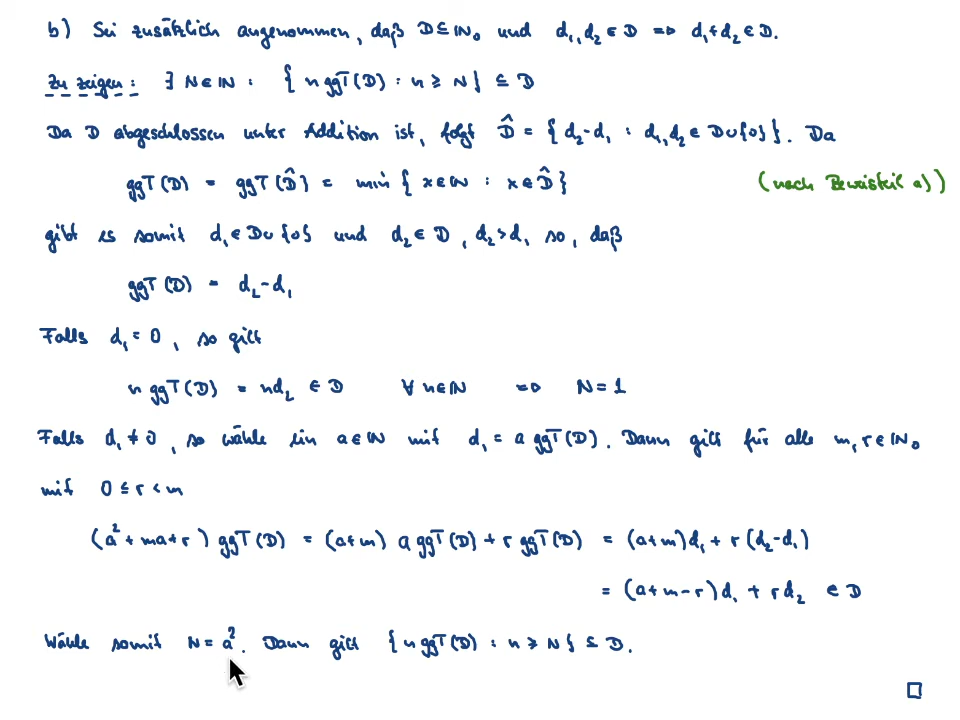 b) Sei zusätzlich angenommen, daß D ⊆ ℕ₀ und d₁, d₂ ∈ D ⇒ d₁+d₂ ∈ D.
Zu zeigen: ∃ N ∈ ℕ : { n ggT(D) : n ≥ N } ⊆ D
Da D abgeschlossen unter Addition ist, folgt D̂ = { d₂-d₁ : d₁, d₂ ∈ D ∪ {0} }. Da
ggT(D) = ggT(D̂) = min { x ∈ ℕ : x ∈ D̂ } (nach Beweisteil a))
gibt es somit d₁ ∈ D ∪ {0} und d₂ ∈ D, d₂ > d₁ so, daß
ggT(D) = d₂-d₁
Falls d₁ = 0, so gilt
n ggT(D) = nd₂ ∈ D ∀ n ∈ ℕ ⇒ N = 1
Falls d₁ ≠ 0, so wähle ein a ∈ ℕ mit d₁ = a ggT(D). Dann gilt für alle m, r ∈ ℕ₀
mit 0 ≤ r < m
(a² + ma + r) ggT(D) = (a+m) a ggT(D) + r ggT(D) = (a+m)d₁ + r(d₂-d₁)
= (a+m-r)d₁ + rd₂ ∈ D
Wähle somit N = a². Dann gilt { n ggT(D) : n ≥ N } ⊆ D.
□